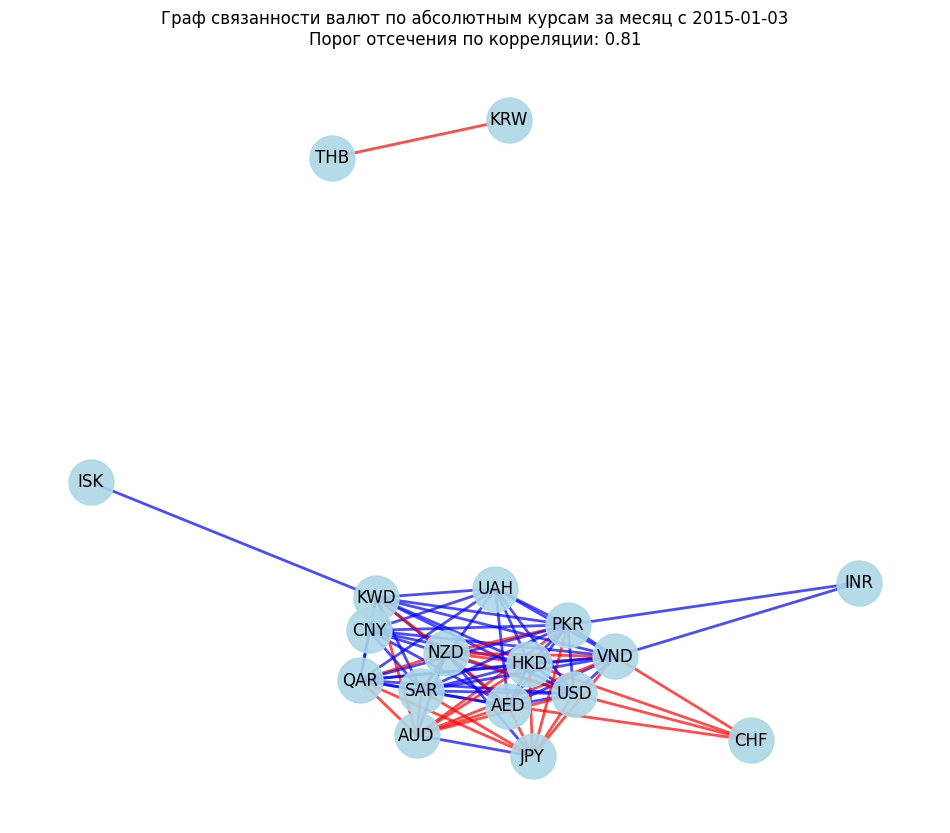 Граф связанности валют по абсолютным курсам за месяц с 2015-01-03
Порог отсечения по корреляции: 0.81
KRW
THB
ISK
INR
UAH
KWD
PKR
CNY
NZD
VND
HKD
QAR
SAR
USD
AED
AUD
CHF
JPY